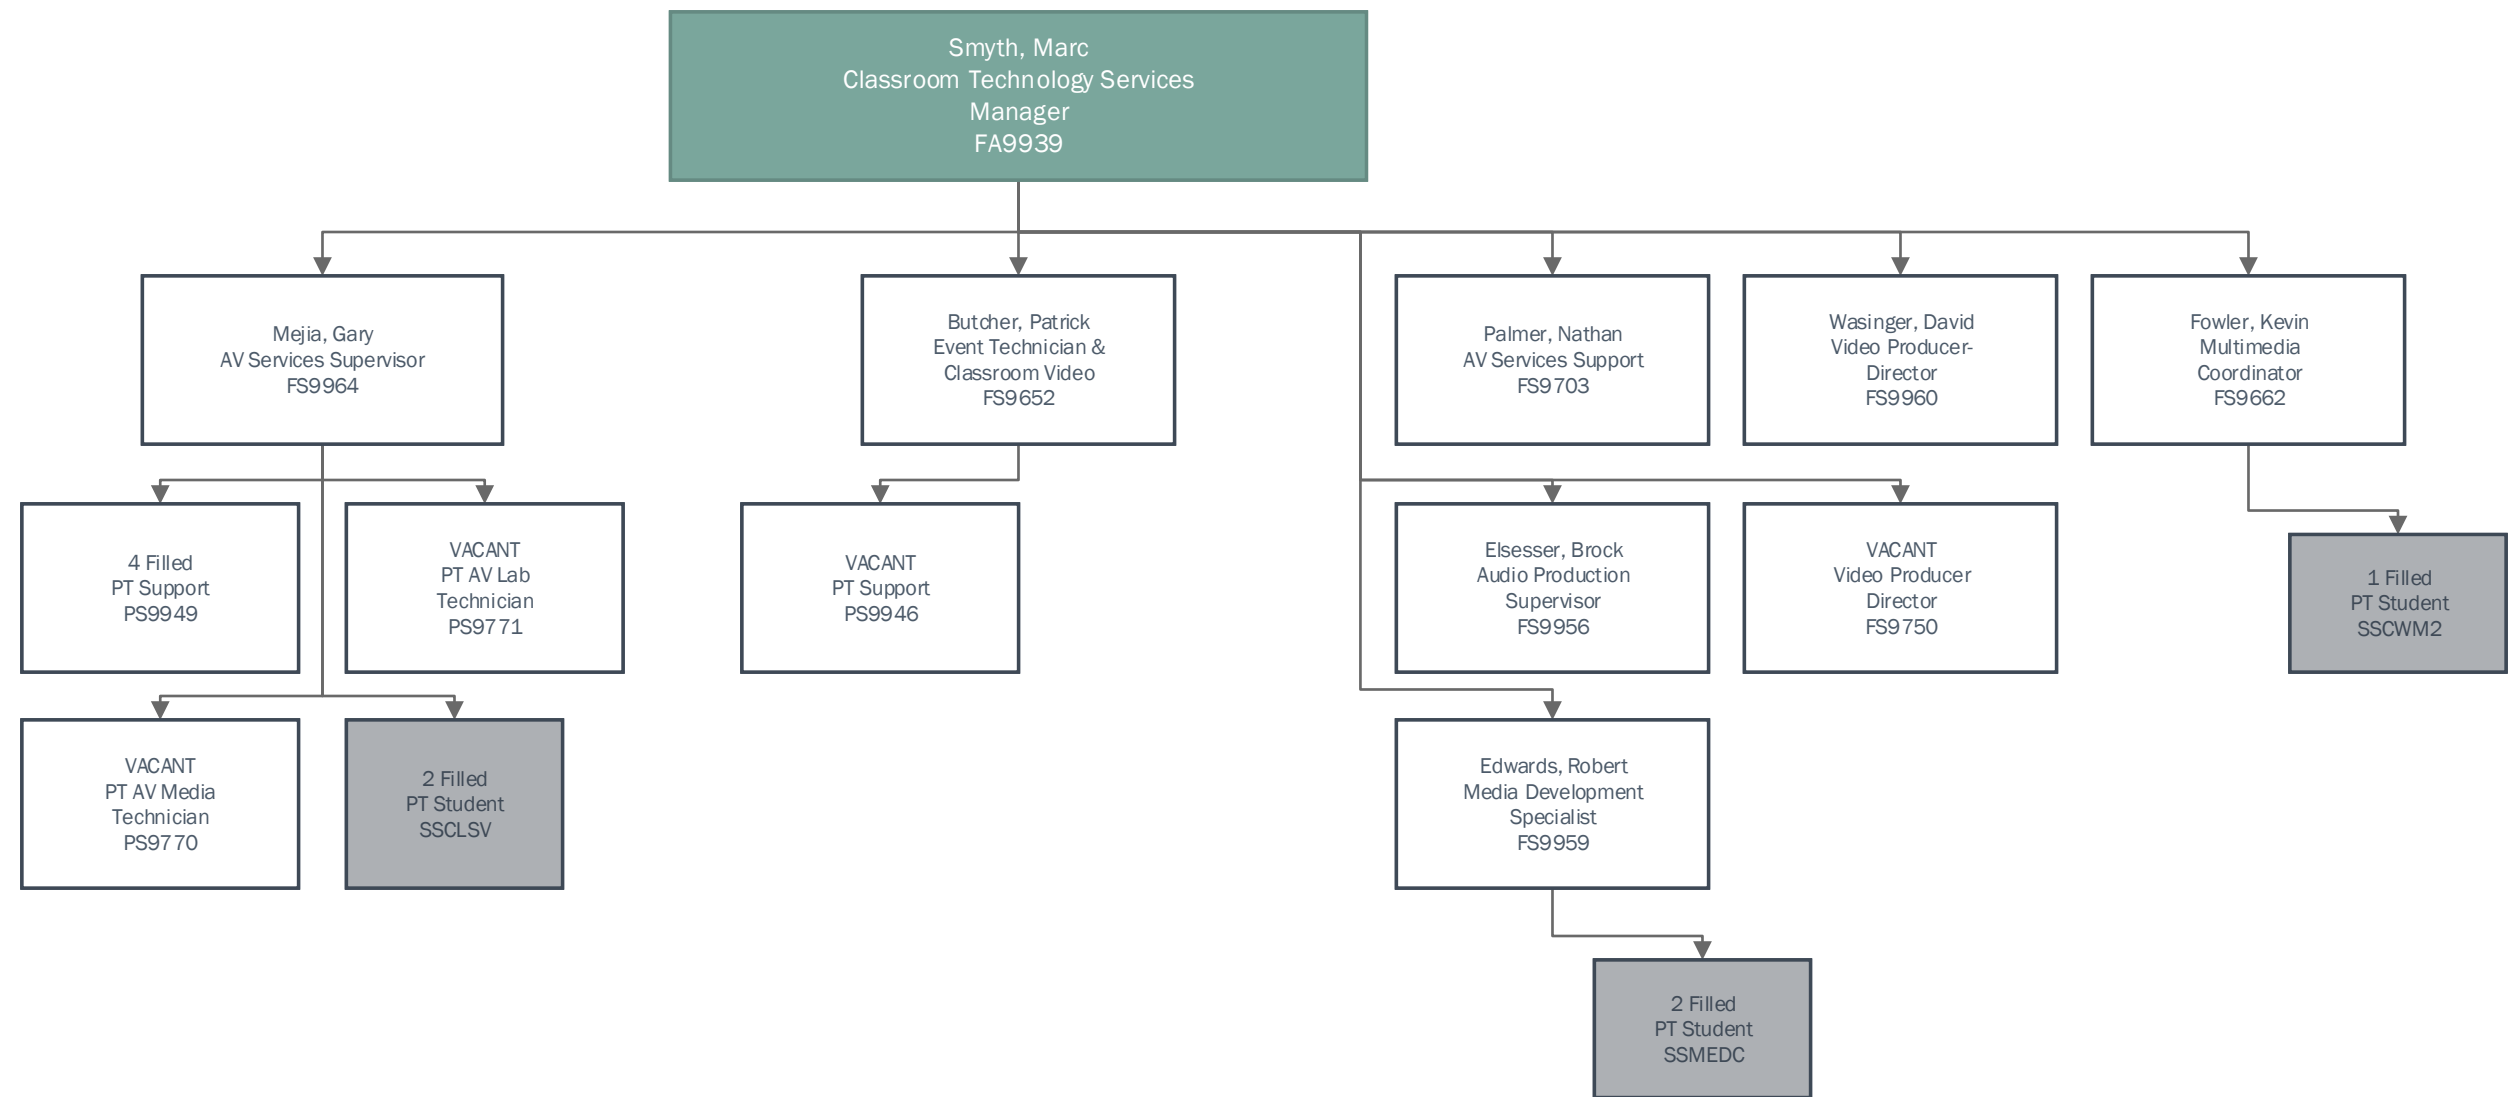 Smyth, Marc
Classroom Technology Services
Manager
FA9939
Mejia, Gary
AV Services Supervisor
FS9964
Butcher, Patrick
Event Technician &
Classroom Video
FS9652
Palmer, Nathan
AV Services Support
FS9703
Wasinger, David
Video Producer-
Director
FS9960
Fowler, Kevin
Multimedia
Coordinator
FS9662
4 Filled
PT Support
PS9949
VACANT
PT AV Lab
Technician
PS9771
VACANT
PT Support
PS9946
Elsesser, Brock
Audio Production
Supervisor
FS9956
VACANT
Video Producer
Director
FS9750
1 Filled
PT Student
SSCWM2
VACANT
PT AV Media
Technician
PS9770
2 Filled
PT Student
SSCLSV
Edwards, Robert
Media Development
Specialist
FS9959
2 Filled
PT Student
SSMEDC